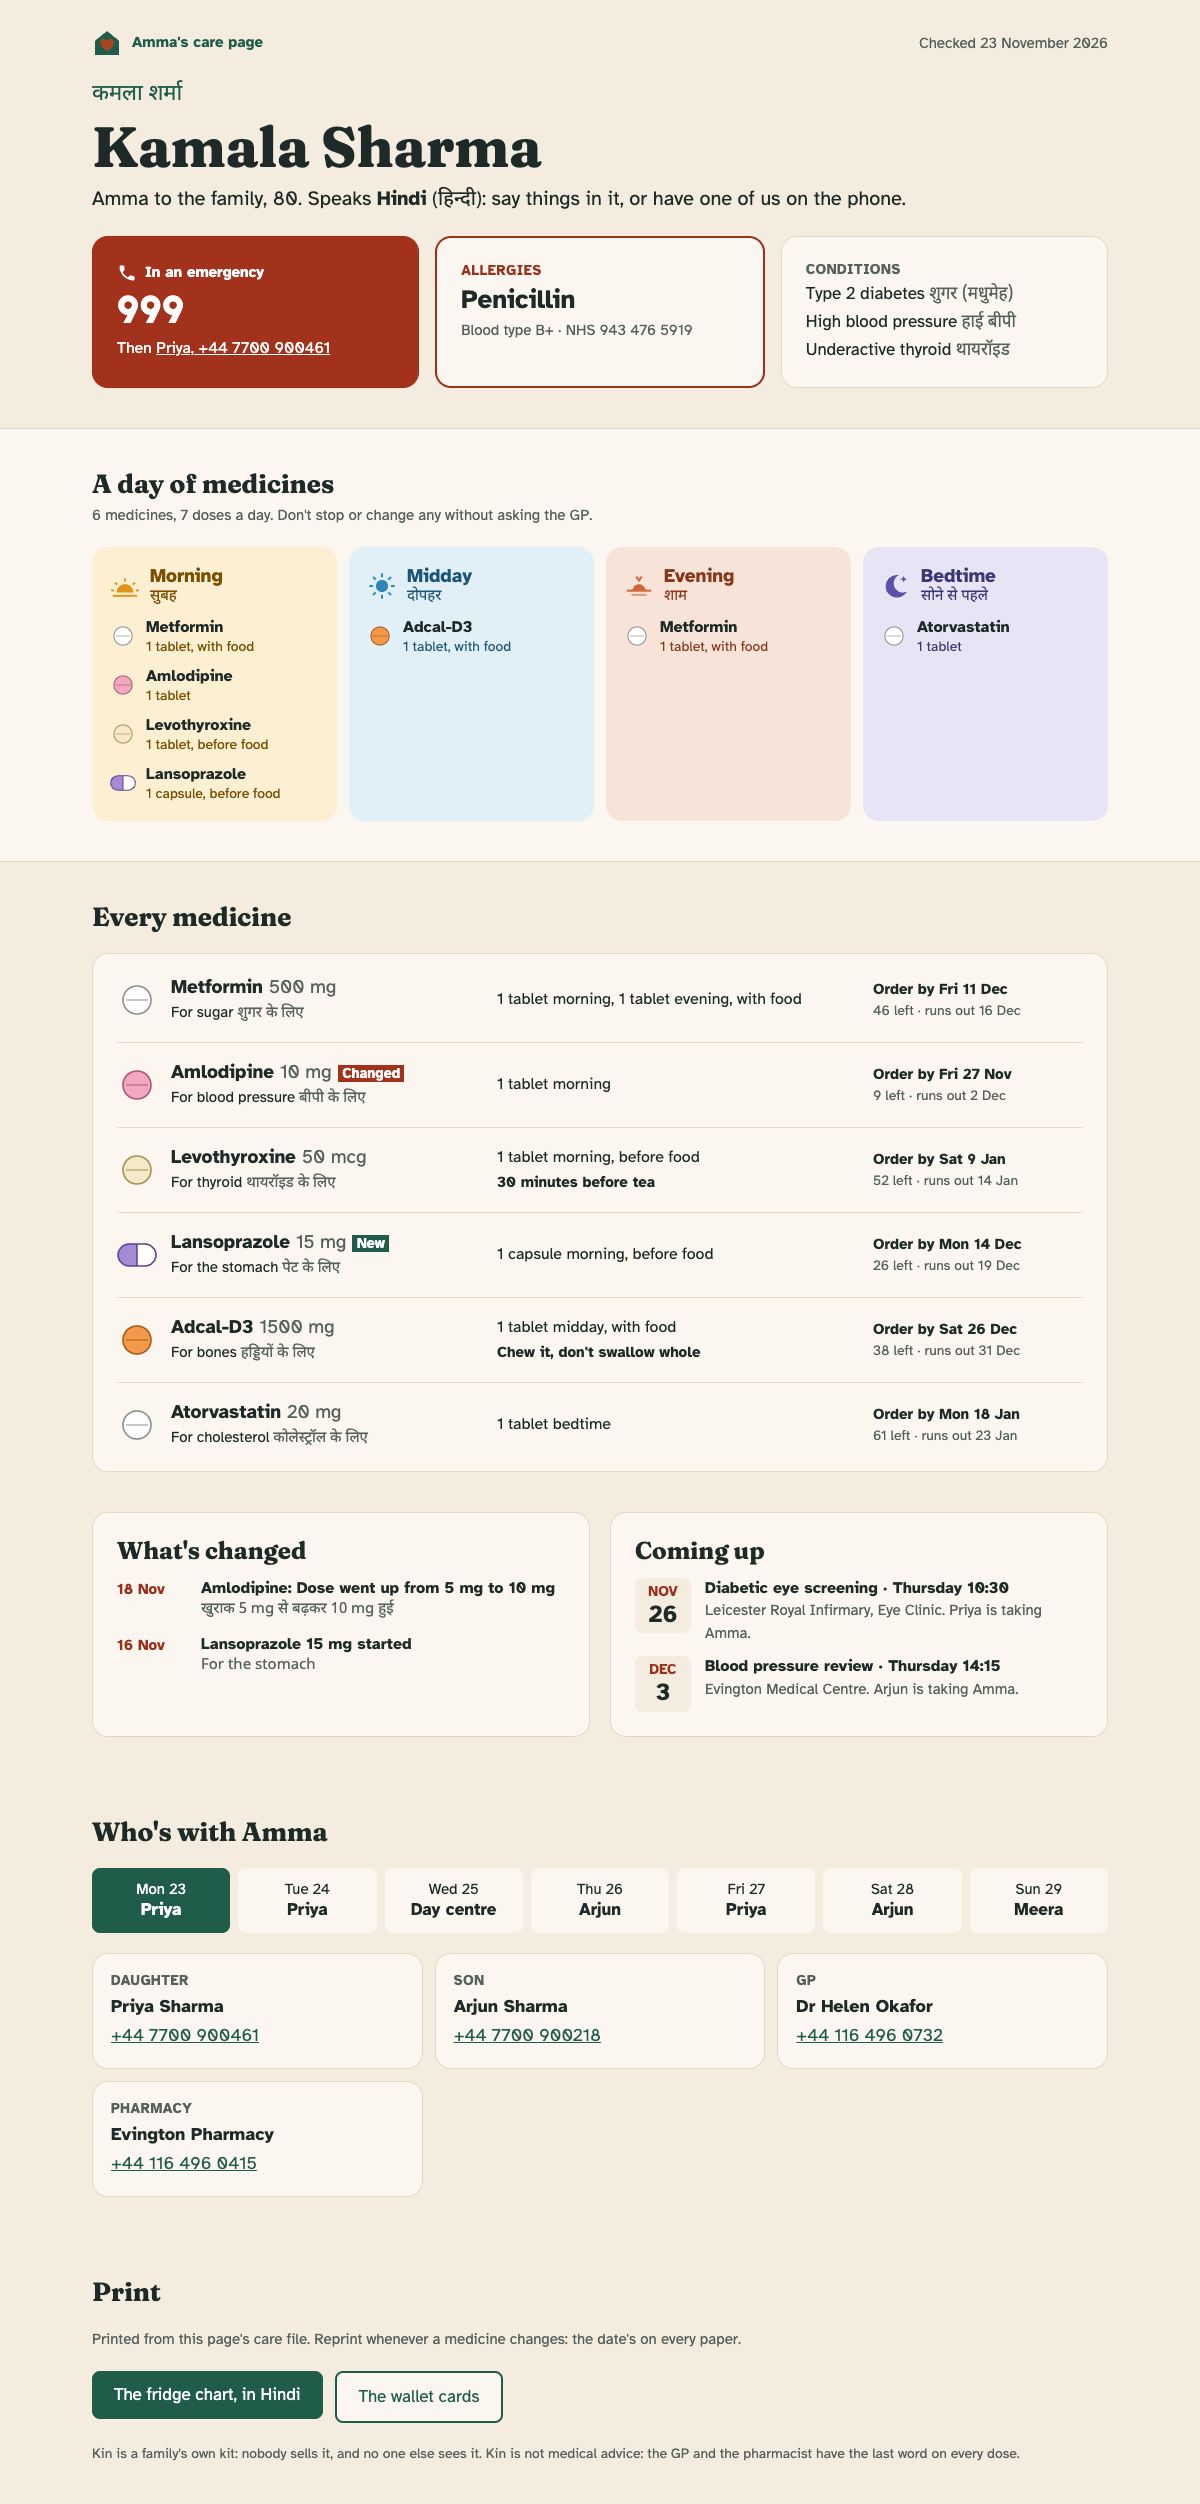 Amma's care page
Checked 23 November 2026
कमला शर्मा
Kamala Sharma
Amma to the family, 80. Speaks Hindi (हिन्दी): say things in it, or have one of us on the phone.
In an emergency
999
Then Priya, +44 7700 900461
ALLERGIES
Penicillin
Blood type B+ · NHS 943 476 5919
CONDITIONS
Type 2 diabetes शुगर (मधुमेह)
High blood pressure हाई बीपी
Underactive thyroid थायरॉइड
A day of medicines
6 medicines, 7 doses a day. Don't stop or change any without asking the GP.
Morning
सुबह
Metformin
1 tablet, with food
Amlodipine
1 tablet
Levothyroxine
1 tablet, before food
Lansoprazole
1 capsule, before food
Midday
दोपहर
Adcal-D3
1 tablet, with food
Evening
शाम
Metformin
1 tablet, with food
Bedtime
सोने से पहले
Atorvastatin
1 tablet
Every medicine
Metformin 500 mg
For sugar शुगर के लिए
1 tablet morning, 1 tablet evening, with food
Order by Fri 11 Dec
46 left · runs out 16 Dec
Amlodipine 10 mg Changed
For blood pressure बीपी के लिए
1 tablet morning
Order by Fri 27 Nov
9 left · runs out 2 Dec
Levothyroxine 50 mcg
For thyroid थायरॉइड के लिए
1 tablet morning, before food
30 minutes before tea
Order by Sat 9 Jan
52 left · runs out 14 Jan
Lansoprazole 15 mg New
For the stomach पेट के लिए
1 capsule morning, before food
Order by Mon 14 Dec
26 left · runs out 19 Dec
Adcal-D3 1500 mg
For bones हड्डियों के लिए
1 tablet midday, with food
Chew it, don't swallow whole
Order by Sat 26 Dec
38 left · runs out 31 Dec
Atorvastatin 20 mg
For cholesterol कोलेस्ट्रॉल के लिए
1 tablet bedtime
Order by Mon 18 Jan
61 left · runs out 23 Jan
What's changed
18 Nov
Amlodipine: Dose went up from 5 mg to 10 mg
खुराक 5 mg से बढ़कर 10 mg हुई
16 Nov
Lansoprazole 15 mg started
For the stomach
Coming up
NOV
26
Diabetic eye screening · Thursday 10:30
Leicester Royal Infirmary, Eye Clinic. Priya is taking
Amma.
DEC
3
Blood pressure review · Thursday 14:15
Evington Medical Centre. Arjun is taking Amma.
Who's with Amma
Mon 23
Priya
Tue 24
Priya
Wed 25
Day centre
Thu 26
Arjun
Fri 27
Priya
Sat 28
Arjun
Sun 29
Meera
DAUGHTER
Priya Sharma
+44 7700 900461
SON
Arjun Sharma
+44 7700 900218
GP
Dr Helen Okafor
+44 116 496 0732
PHARMACY
Evington Pharmacy
+44 116 496 0415
Print
Printed from this page's care file. Reprint whenever a medicine changes: the date's on every paper.
The fridge chart, in Hindi
The wallet cards
Kin is a family's own kit: nobody sells it, and no one else sees it. Kin is not medical advice: the GP and the pharmacist have the last word on every dose.